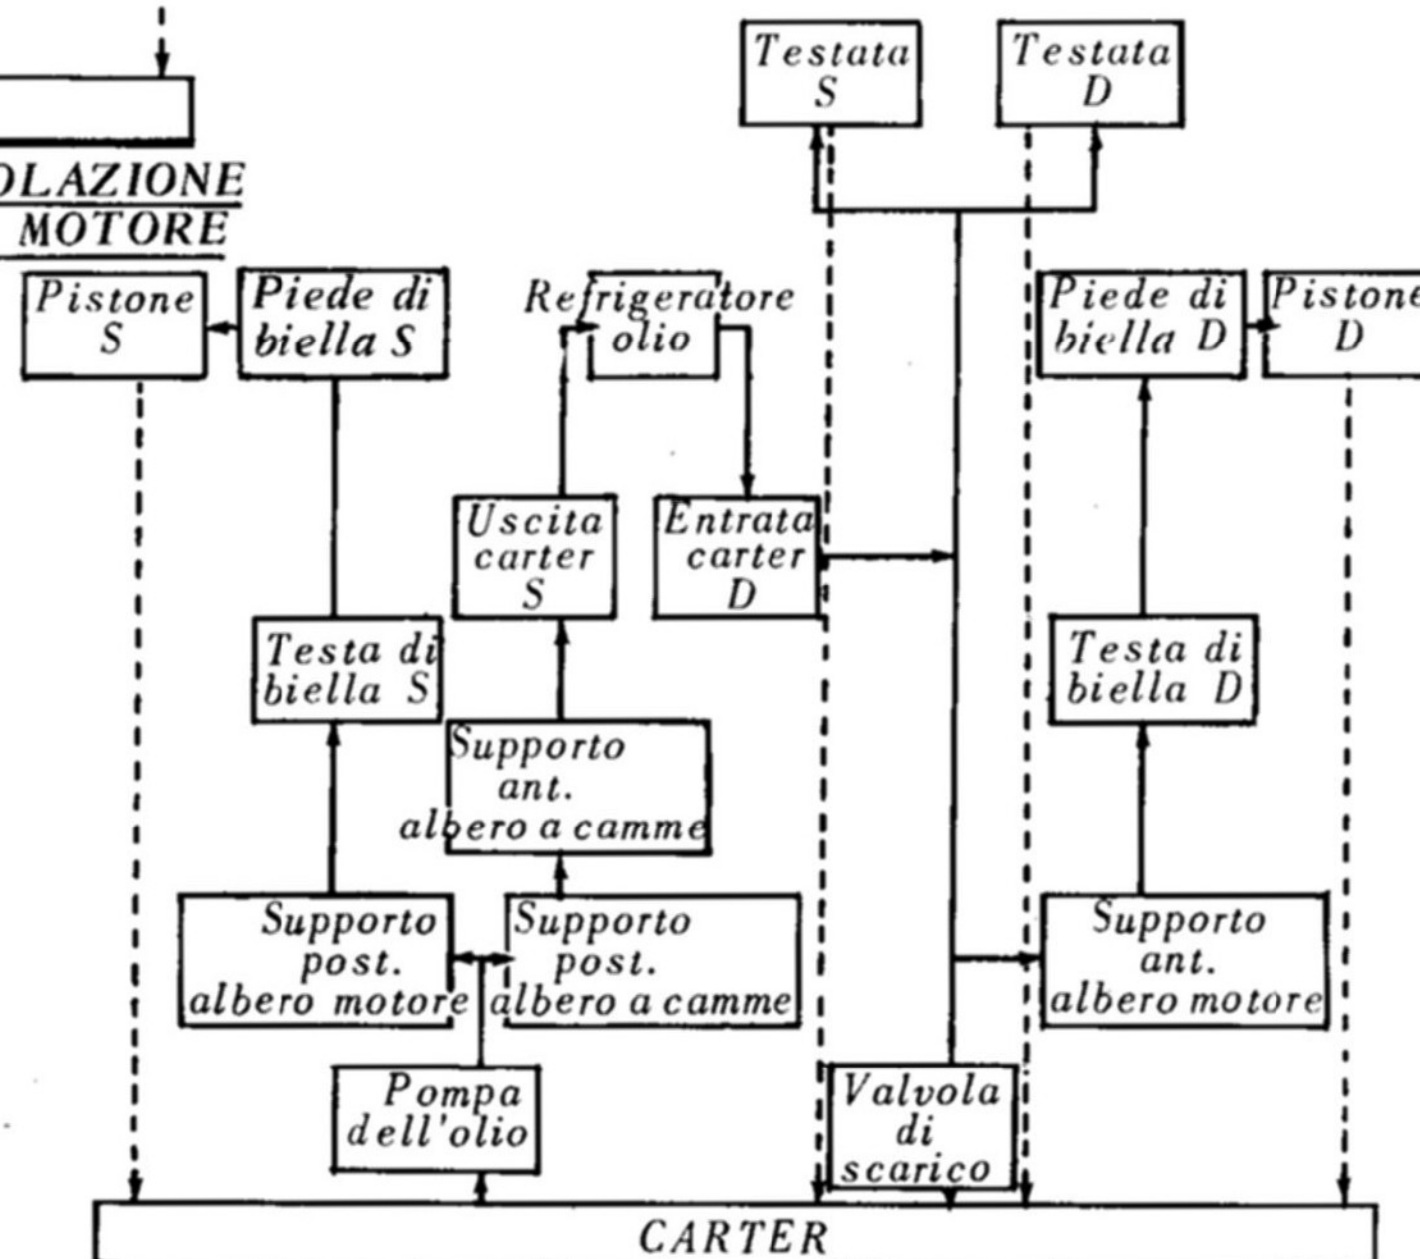 Testata
S
Testata
D
OLAZIONE
MOTORE
Pistone
S
Piede di
biella S
Refrigeratore
olio
Piede di
biella D
Pistone
D
Uscita
carter
S
Entrata
carter
D
Testa di
biella S
Testa di
biella D
Supporto
ant.
albero a camme
Supporto
post.
albero motore
Supporto
post.
albero a camme
Supporto
ant.
albero motore
Pompa
dell'olio
Valvola
di
scarico
CARTER